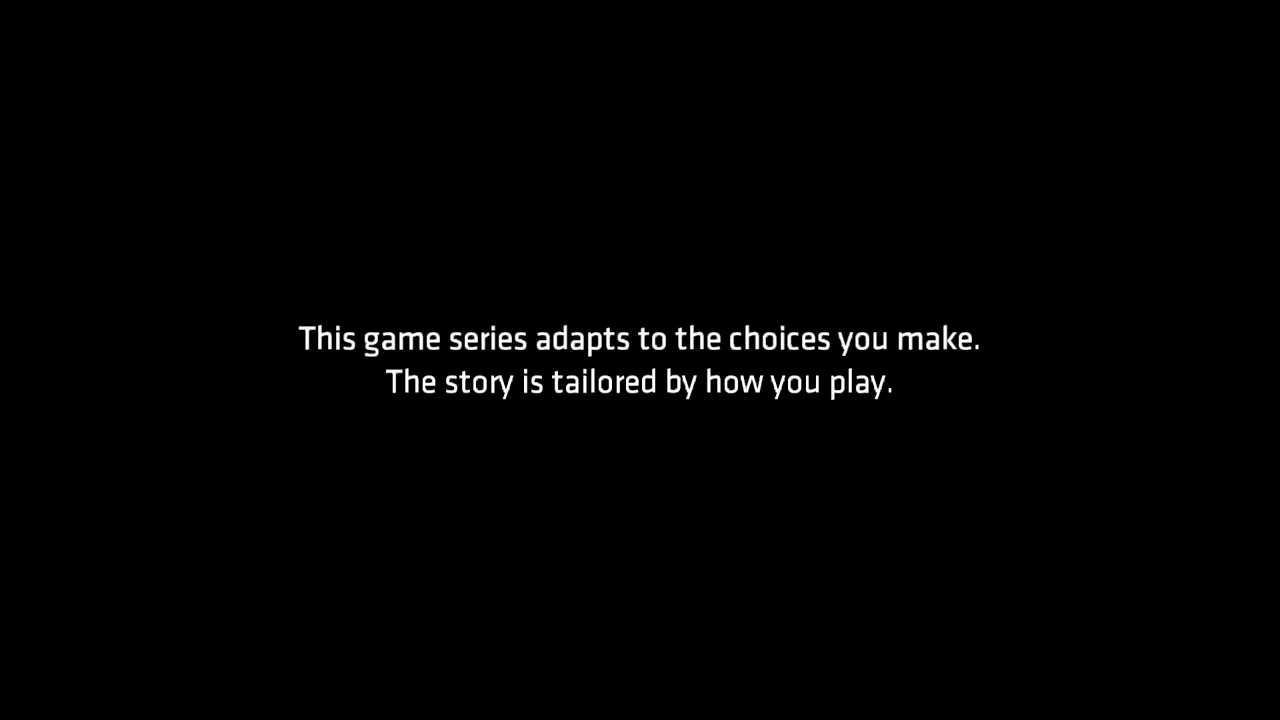 This game series adapts to the choices you make.
The story is tailored by how you play.